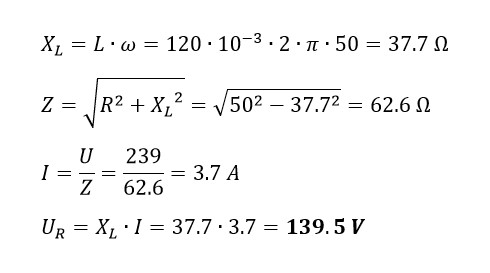 X_L = L · ω = 120 · 10⁻³ · 2 · π · 50 = 37.7 Ω
Z = √(R² + X_L²) = √(50² − 37.7²) = 62.6 Ω
I = U/Z = 239/62.6 = 3.7 A
U_R = X_L · I = 37.7 · 3.7 = 139.5 V